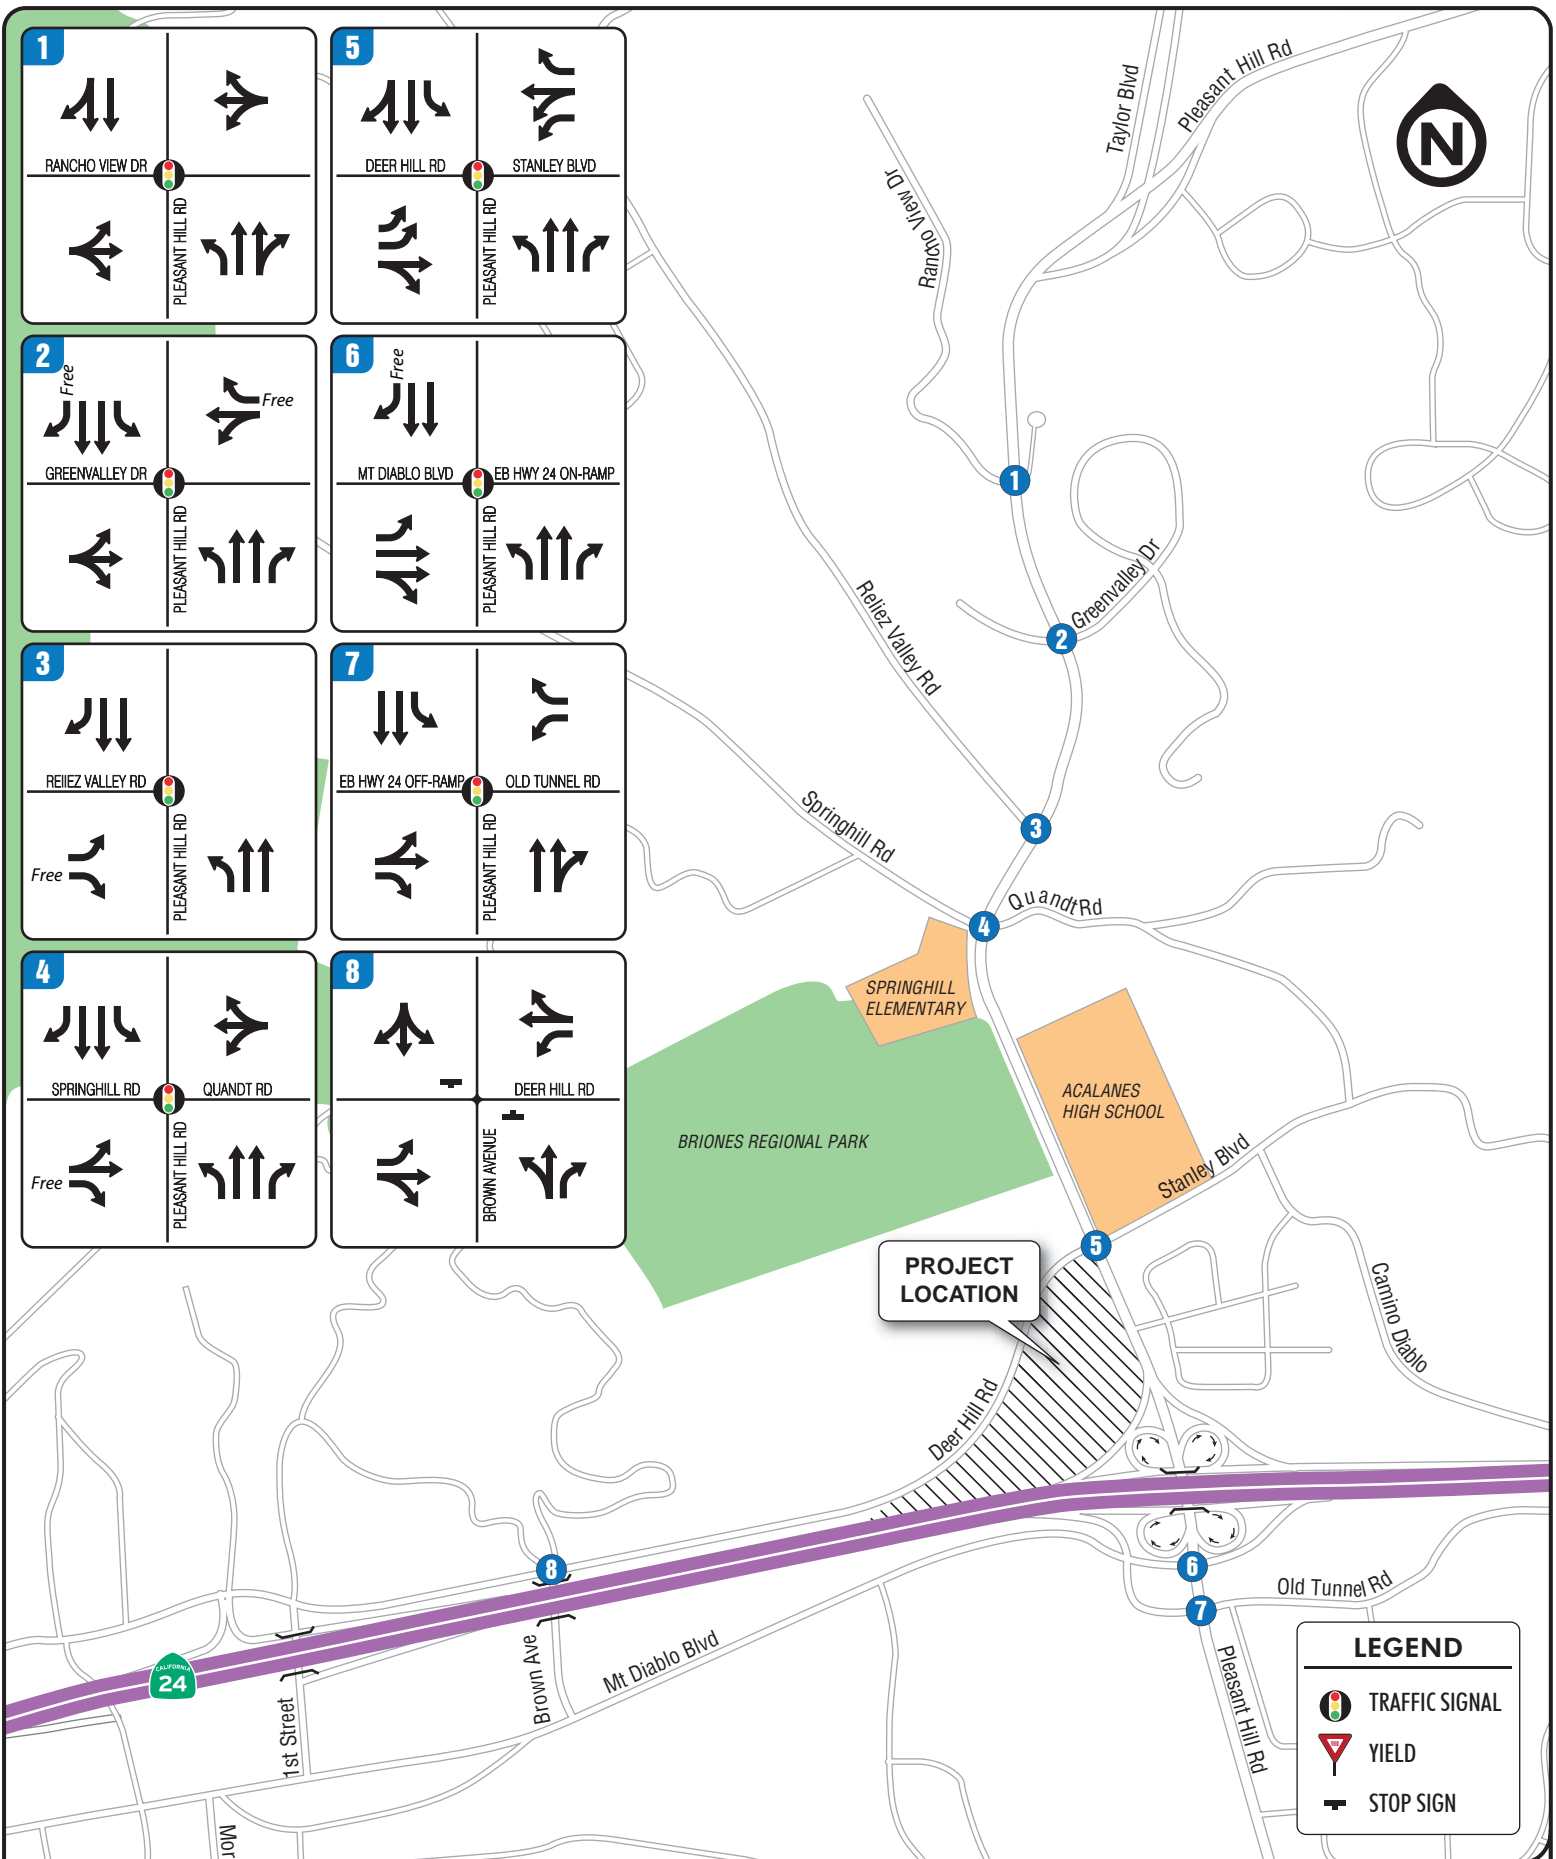 1
RANCHO VIEW DR
PLEASANT HILL RD
5
DEER HILL RD
STANLEY BLVD
PLEASANT HILL RD
2
Free
Free
GREENVALLEY DR
PLEASANT HILL RD
6
Free
MT DIABLO BLVD
EB HWY 24 ON-RAMP
PLEASANT HILL RD
3
REIIEZ VALLEY RD
Free
PLEASANT HILL RD
7
EB HWY 24 OFF-RAMP
OLD TUNNEL RD
PLEASANT HILL RD
4
SPRINGHILL RD
QUANDT RD
Free
PLEASANT HILL RD
8
DEER HILL RD
BROWN AVENUE
Taylor Blvd
Pleasant Hill Rd
N
Rancho View Dr
1
Greenvalley Dr
2
Reliez Valley Rd
3
Springhill Rd
Quandt Rd
4
SPRINGHILL
ELEMENTARY
ACALANES
HIGH SCHOOL
BRIONES REGIONAL PARK
Stanley Blvd
5
PROJECT
LOCATION
Camino Diablo
Deer Hill Rd
8
6
7
Old Tunnel Rd
CALIFORNIA
24
Brown Ave
Mt Diablo Blvd
1st Street
Pleasant Hill Rd
Mor
LEGEND
TRAFFIC SIGNAL
YIELD
STOP SIGN